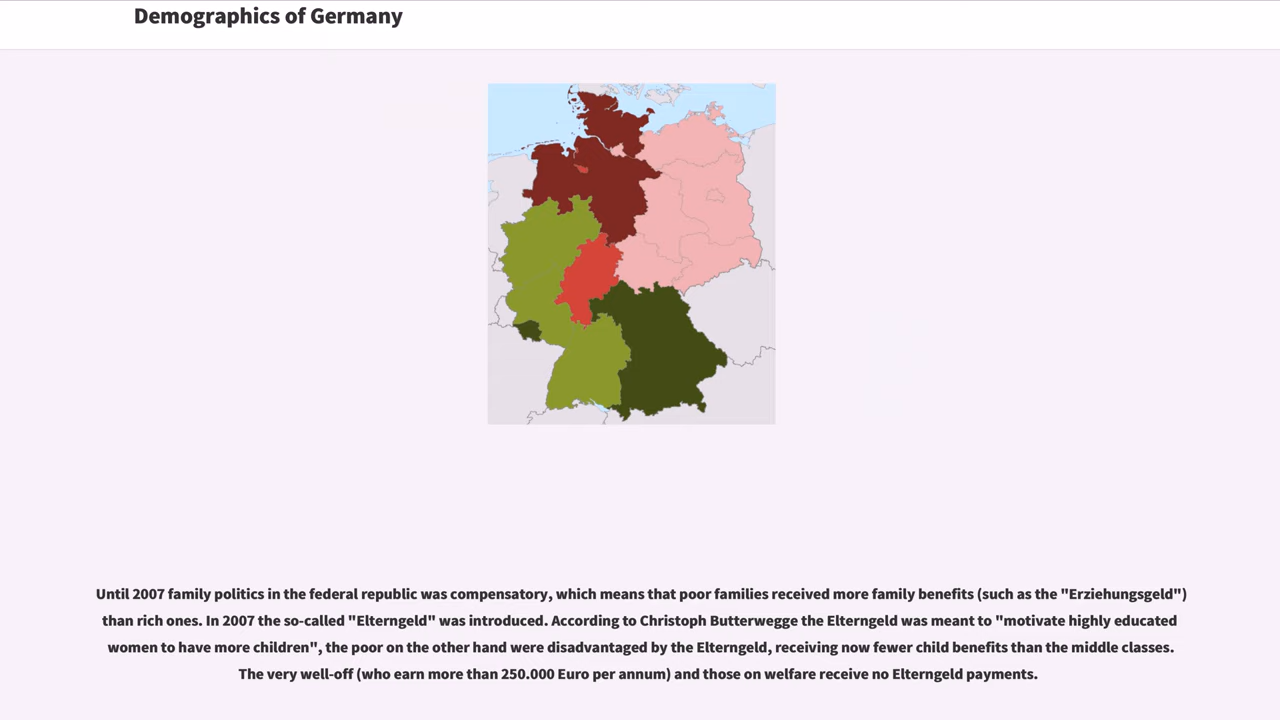 Demographics of Germany
Until 2007 family politics in the federal republic was compensatory, which means that poor families received more family benefits (such as the "Erziehungsgeld")
than rich ones. In 2007 the so-called "Elterngeld" was introduced. According to Christoph Butterwegge the Elterngeld was meant to "motivate highly educated
women to have more children", the poor on the other hand were disadvantaged by the Elterngeld, receiving now fewer child benefits than the middle classes.
The very well-off (who earn more than 250.000 Euro per annum) and those on welfare receive no Elterngeld payments.